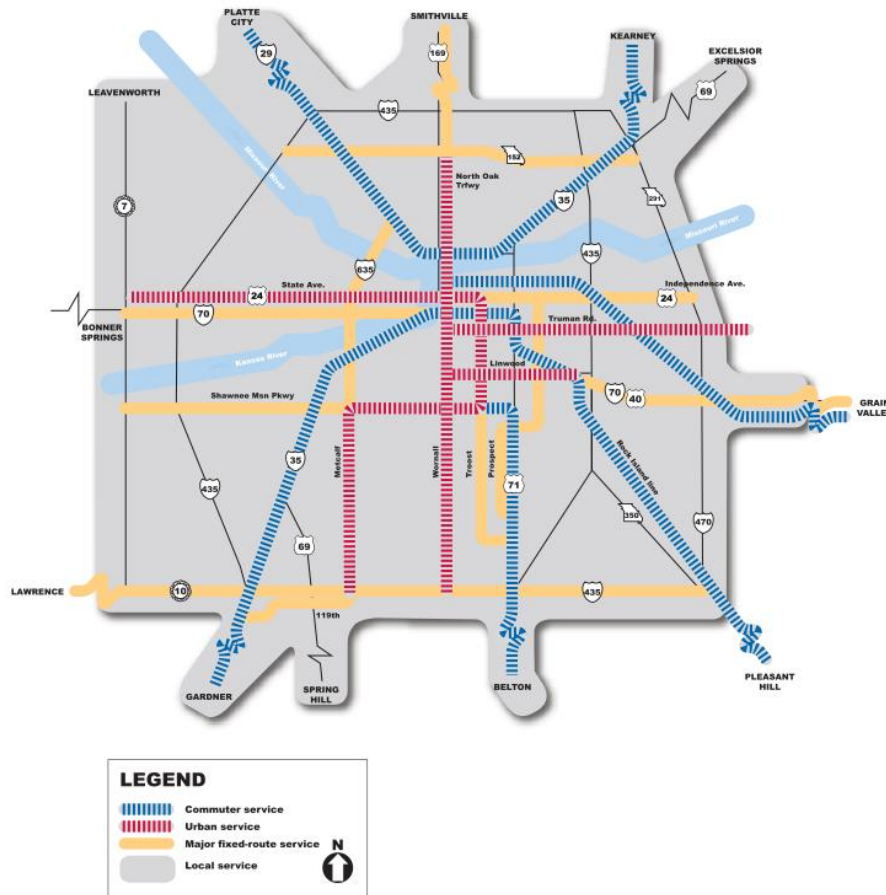 PLATTE
CITY
SMITHVILLE
KEARNEY
EXCELSIOR
SPRINGS
29
169
69
LEAVENWORTH
435
Missouri River
North Oak
Trfwy
152
35
291
7
Missouri River
635
435
State Ave.
24
Independence Ave.
24
70
BONNER
SPRINGS
Truman Rd.
Kansas River
Linwood
Shawnee Msn Pkwy
70
40
GRAIN
VALLEY
35
Metcalf
Wornall
Troost
Prospect
71
Rock Island line
435
69
350
470
LAWRENCE
10
435
119th
GARDNER
SPRING
HILL
BELTON
PLEASANT
HILL
LEGEND
Commuter service
Urban service
Major fixed-route service
Local service
N